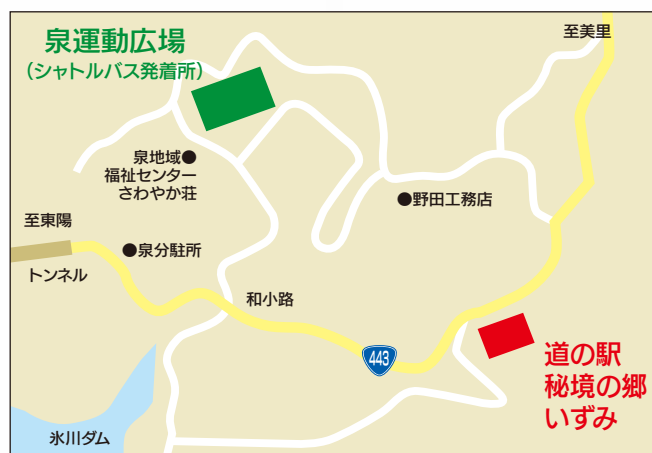 泉運動広場
（シャトルバス発着所）
至美里
泉地域
福祉センター
さわやか荘
野田工務店
至東陽
泉分駐所
トンネル
和小路
443
道の駅
秘境の郷
いずみ
氷川ダム